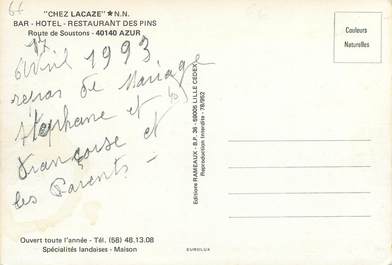 "CHEZ LACAZE" ★ N.N.
BAR - HOTEL - RESTAURANT DES PINS
Route de Soustons - 40140 AZUR
17
Avril 1993
repas de Mariage
Stephane et
Françoise et
les Parents -
Ouvert toute l'année - Tél. (58) 48.13.08
Spécialités landaises - Maison
Editions RAMEAUX - B.P. 36 - 59006 LILLE CEDEX
Reproduction Interdite - 78/952
EUROLUX
Couleurs
Naturelles